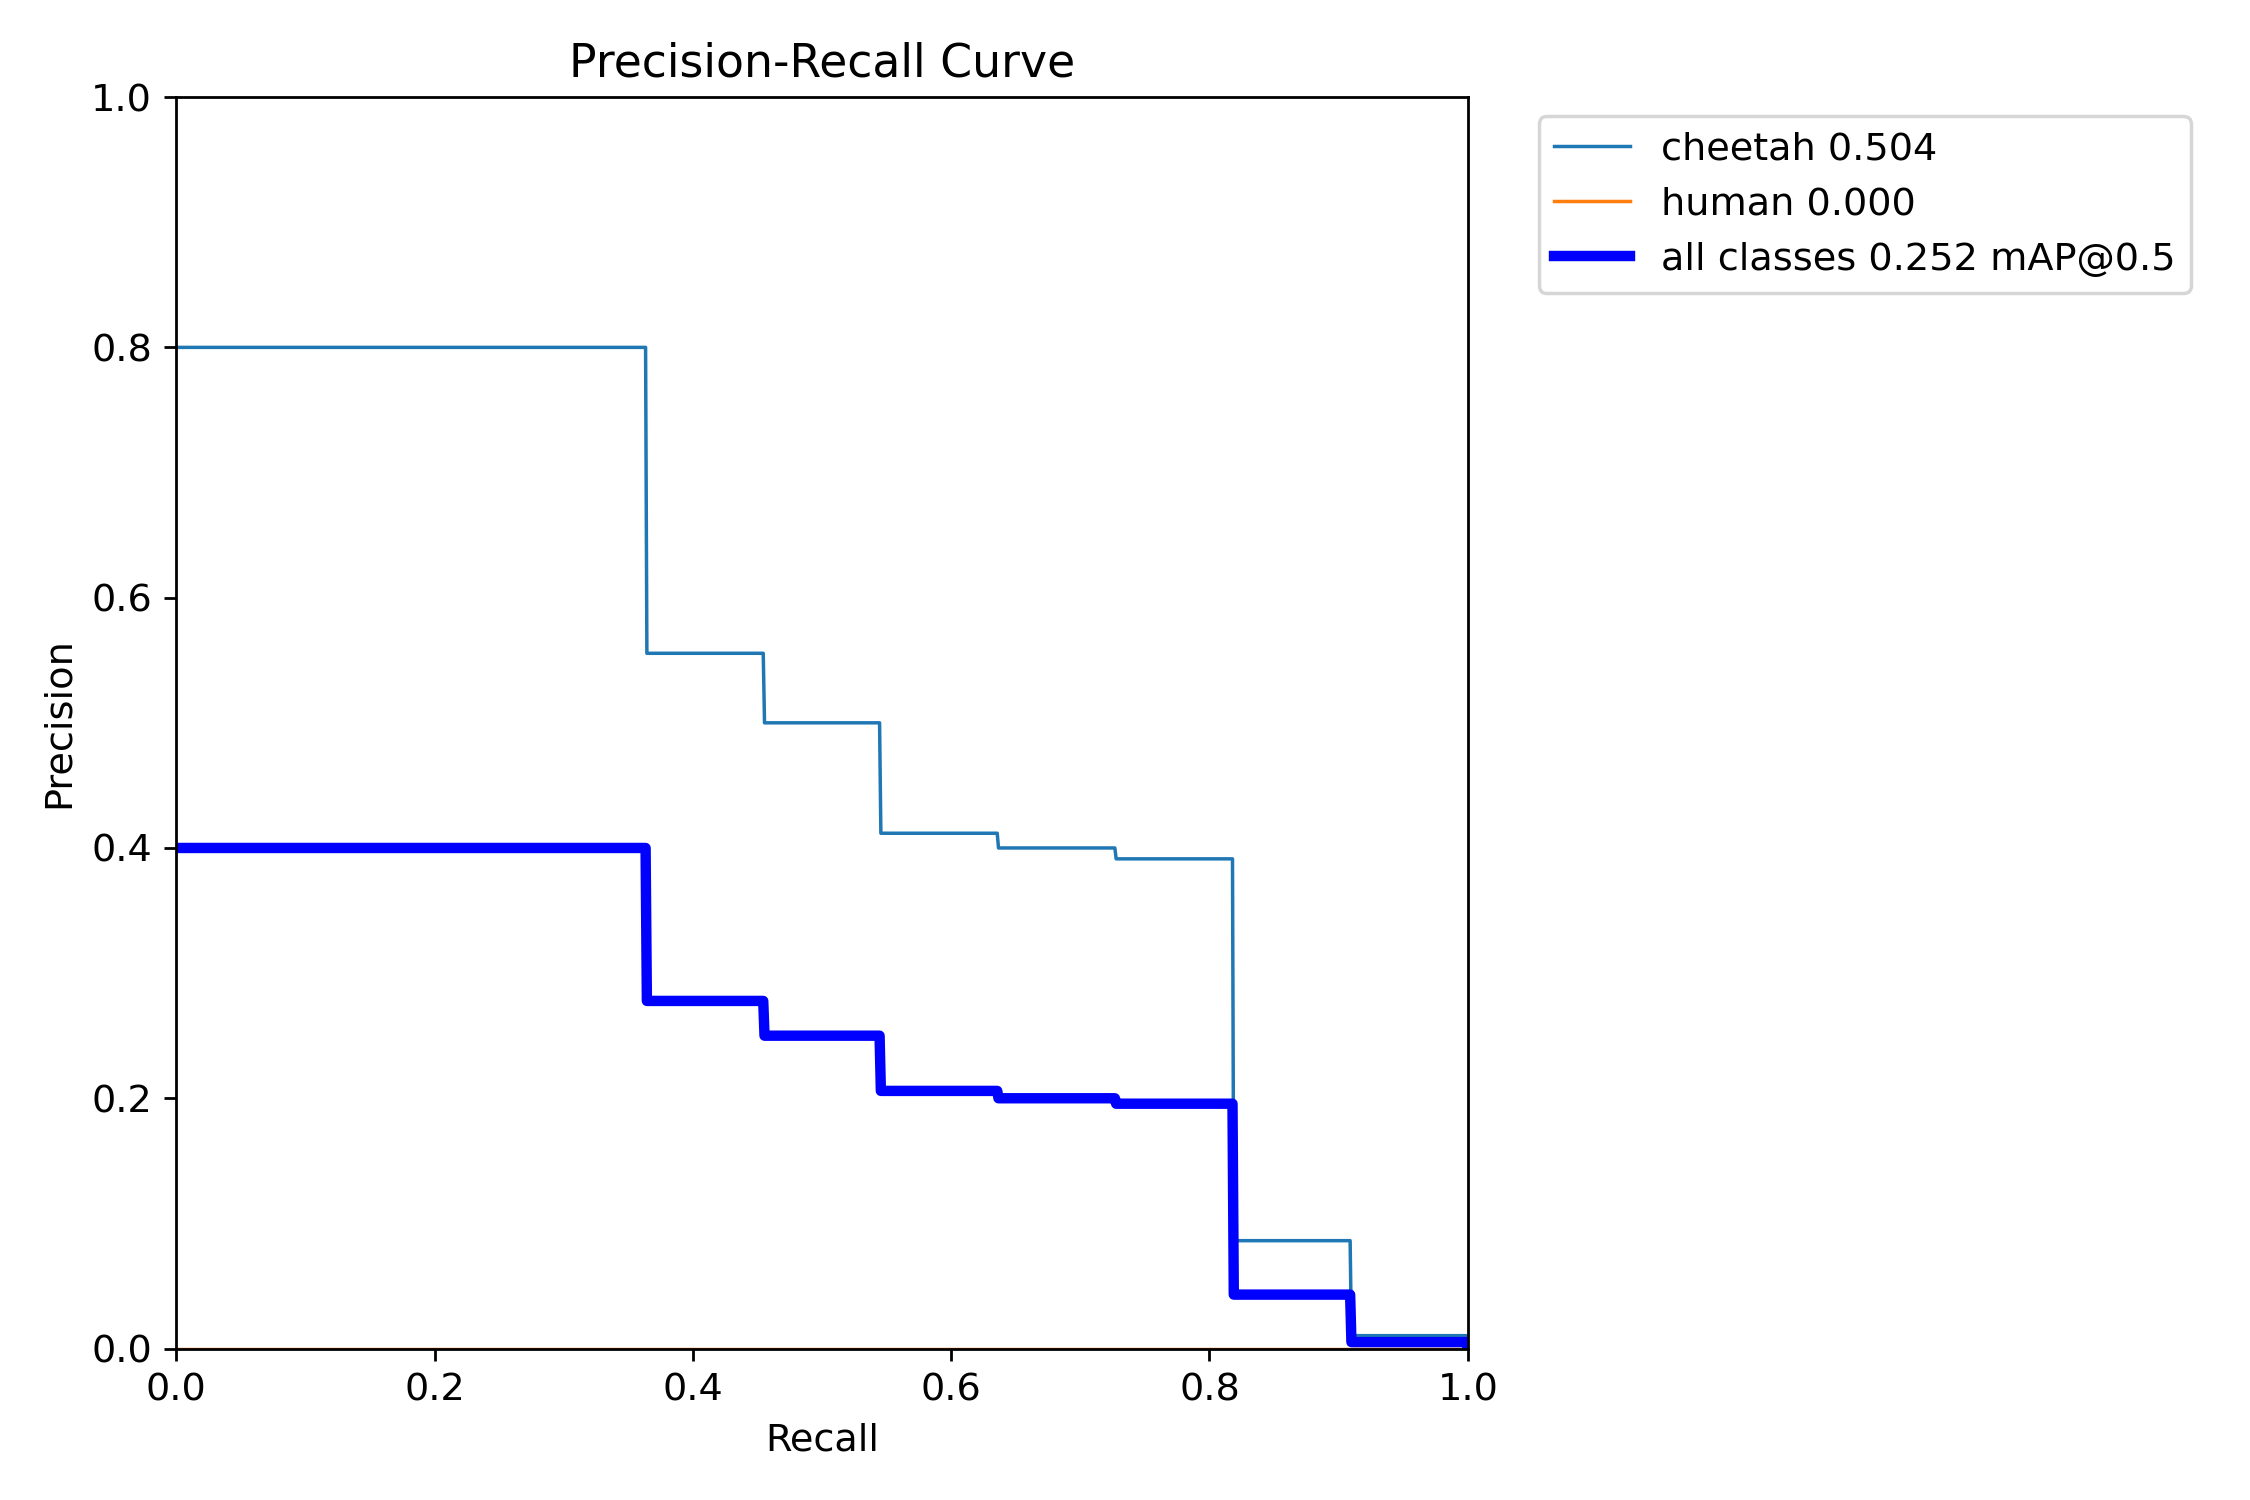 Precision-Recall Curve
1.0
0.8
0.6
0.4
0.2
0.0
Precision
0.0 0.2 0.4 0.6 0.8 1.0
Recall
cheetah 0.504
human 0.000
all classes 0.252 mAP@0.5